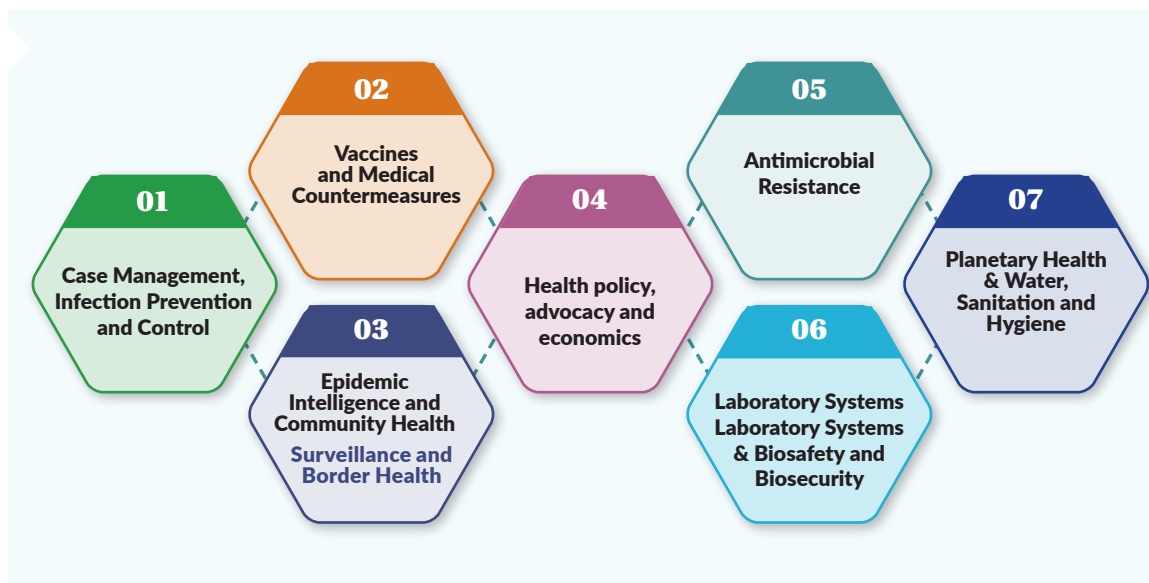 01
Case Management,
Infection Prevention
and Control
02
Vaccines
and Medical
Countermeasures
03
Epidemic
Intelligence and
Community Health
Surveillance and
Border Health
04
Health policy,
advocacy and
economics
05
Antimicrobial
Resistance
06
Laboratory Systems
Laboratory Systems
& Biosafety and
Biosecurity
07
Planetary Health
& Water,
Sanitation and
Hygiene